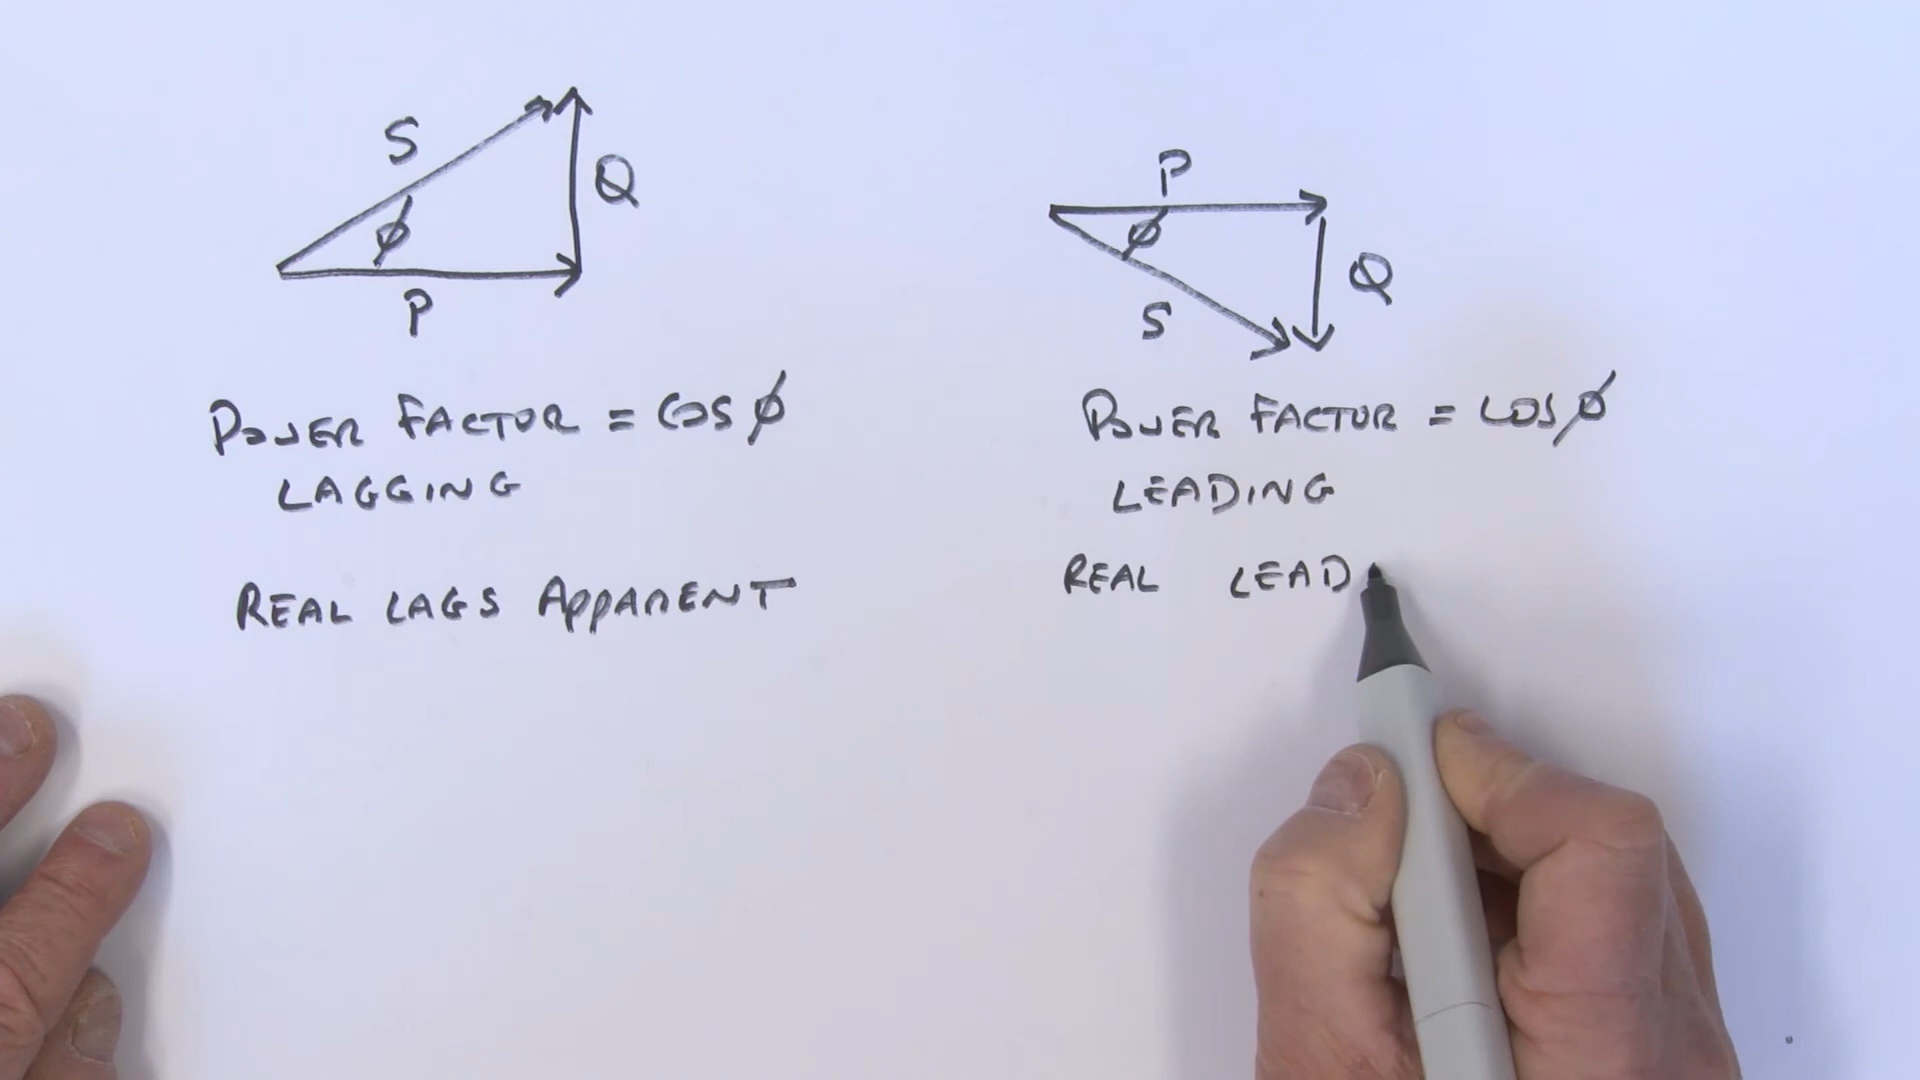 S
Q
ϕ
P
POWER FACTOR = COS ϕ
LAGGING
REAL LAGS APPARENT
P
ϕ
Q
S
POWER FACTOR = COS ϕ
LEADING
REAL LEAD